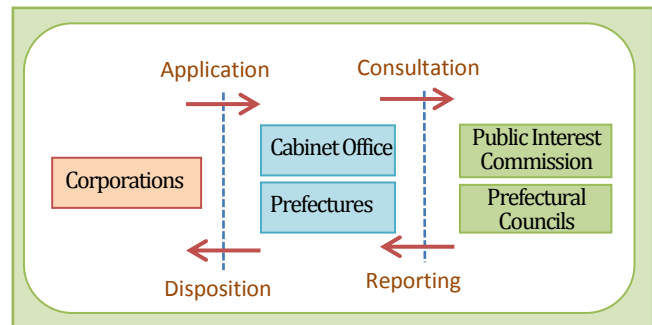 Application
Consultation
Corporations
Cabinet Office
Prefectures
Public Interest
Commission
Prefectural
Councils
Disposition
Reporting